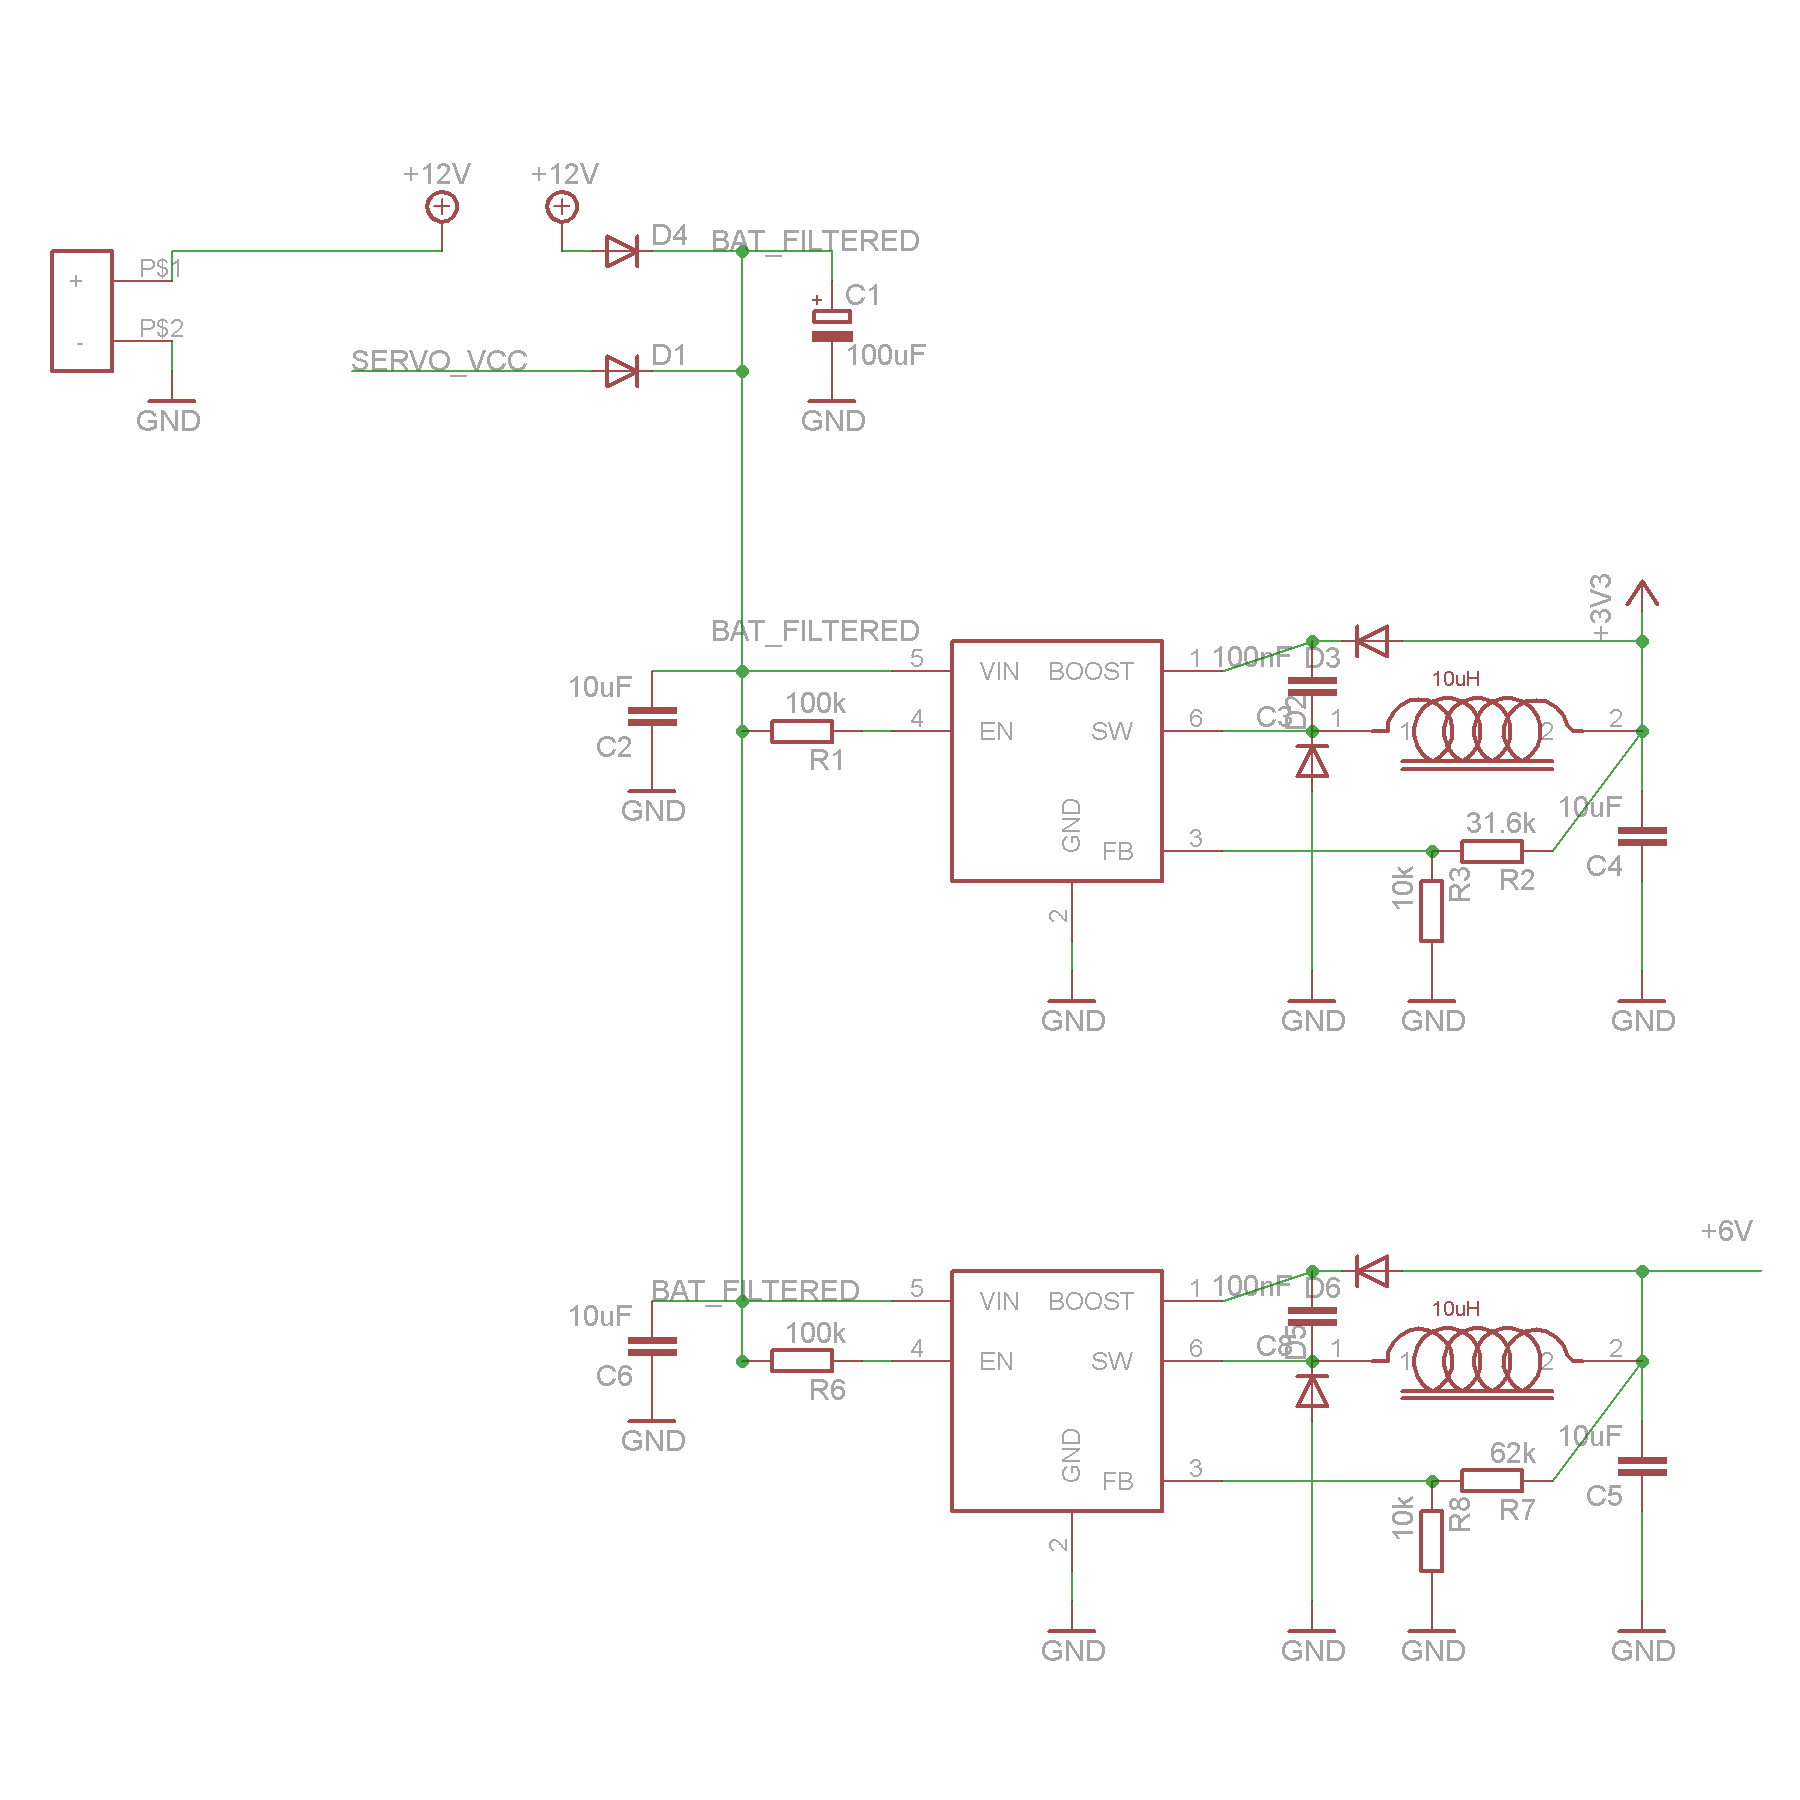 +12V +12V
D4 BAT_FILTERED
+ P$1
- P$2
C1
+
100uF
SERVO_VCC D1
GND GND
+3V3
BAT_FILTERED
5 VIN BOOST 1 100nF D3
10uF 10uH
100k
4 EN SW 6 C3 D2 1 1 2 2
C2 R1
GND
GND FB 3
10uF
31.6k
10k R3 R2 C4
2
GND GND GND GND
+6V
BAT_FILTERED
5 VIN BOOST 1 100nF D6
10uF 10uH
100k
4 EN SW 6 C8 D5 1 1 2 2
C6 R6
GND
GND FB 3
10uF
62k
10k R8 R7 C5
2
GND GND GND GND